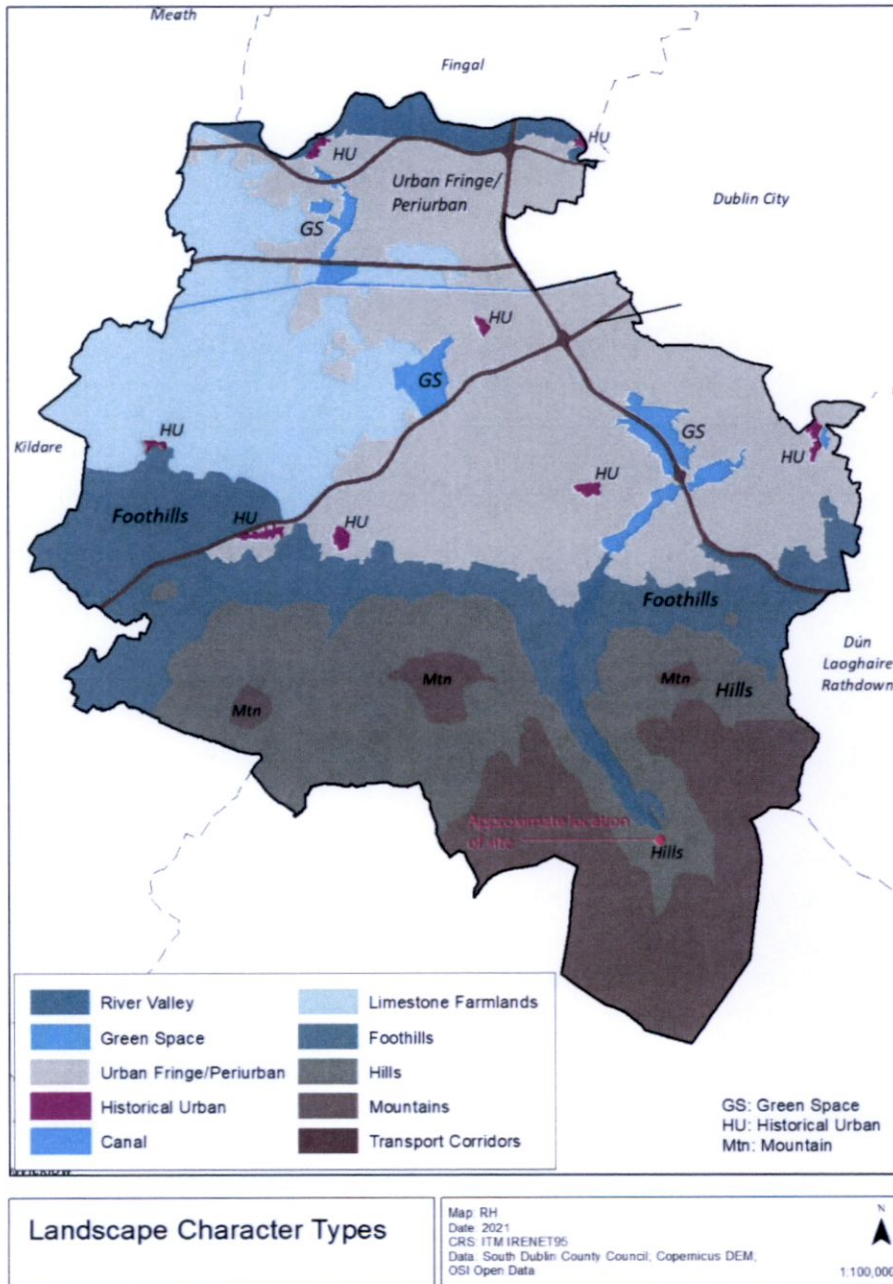 Meath
Fingal
HU
HU
Urban Fringe/
Periurban
Dublin City
GS
HU
GS
HU
GS
Kildare
HU
HU
Foothills
HU
HU
Foothills
Dún
Laoghaire
Rathdown
Mtn
Mtn
Hills
Mtn
Approximate location
of site
Hills
River Valley
Green Space
Urban Fringe/Periurban
Historical Urban
Canal
Limestone Farmlands
Foothills
Hills
Mountains
Transport Corridors
GS: Green Space
HU: Historical Urban
Mtn: Mountain
Landscape Character Types
Map: RH
Date: 2021
CRS: ITM IRENET95
Data: South Dublin County Council; Copernicus DEM;
OSI Open Data
N
1:100,000